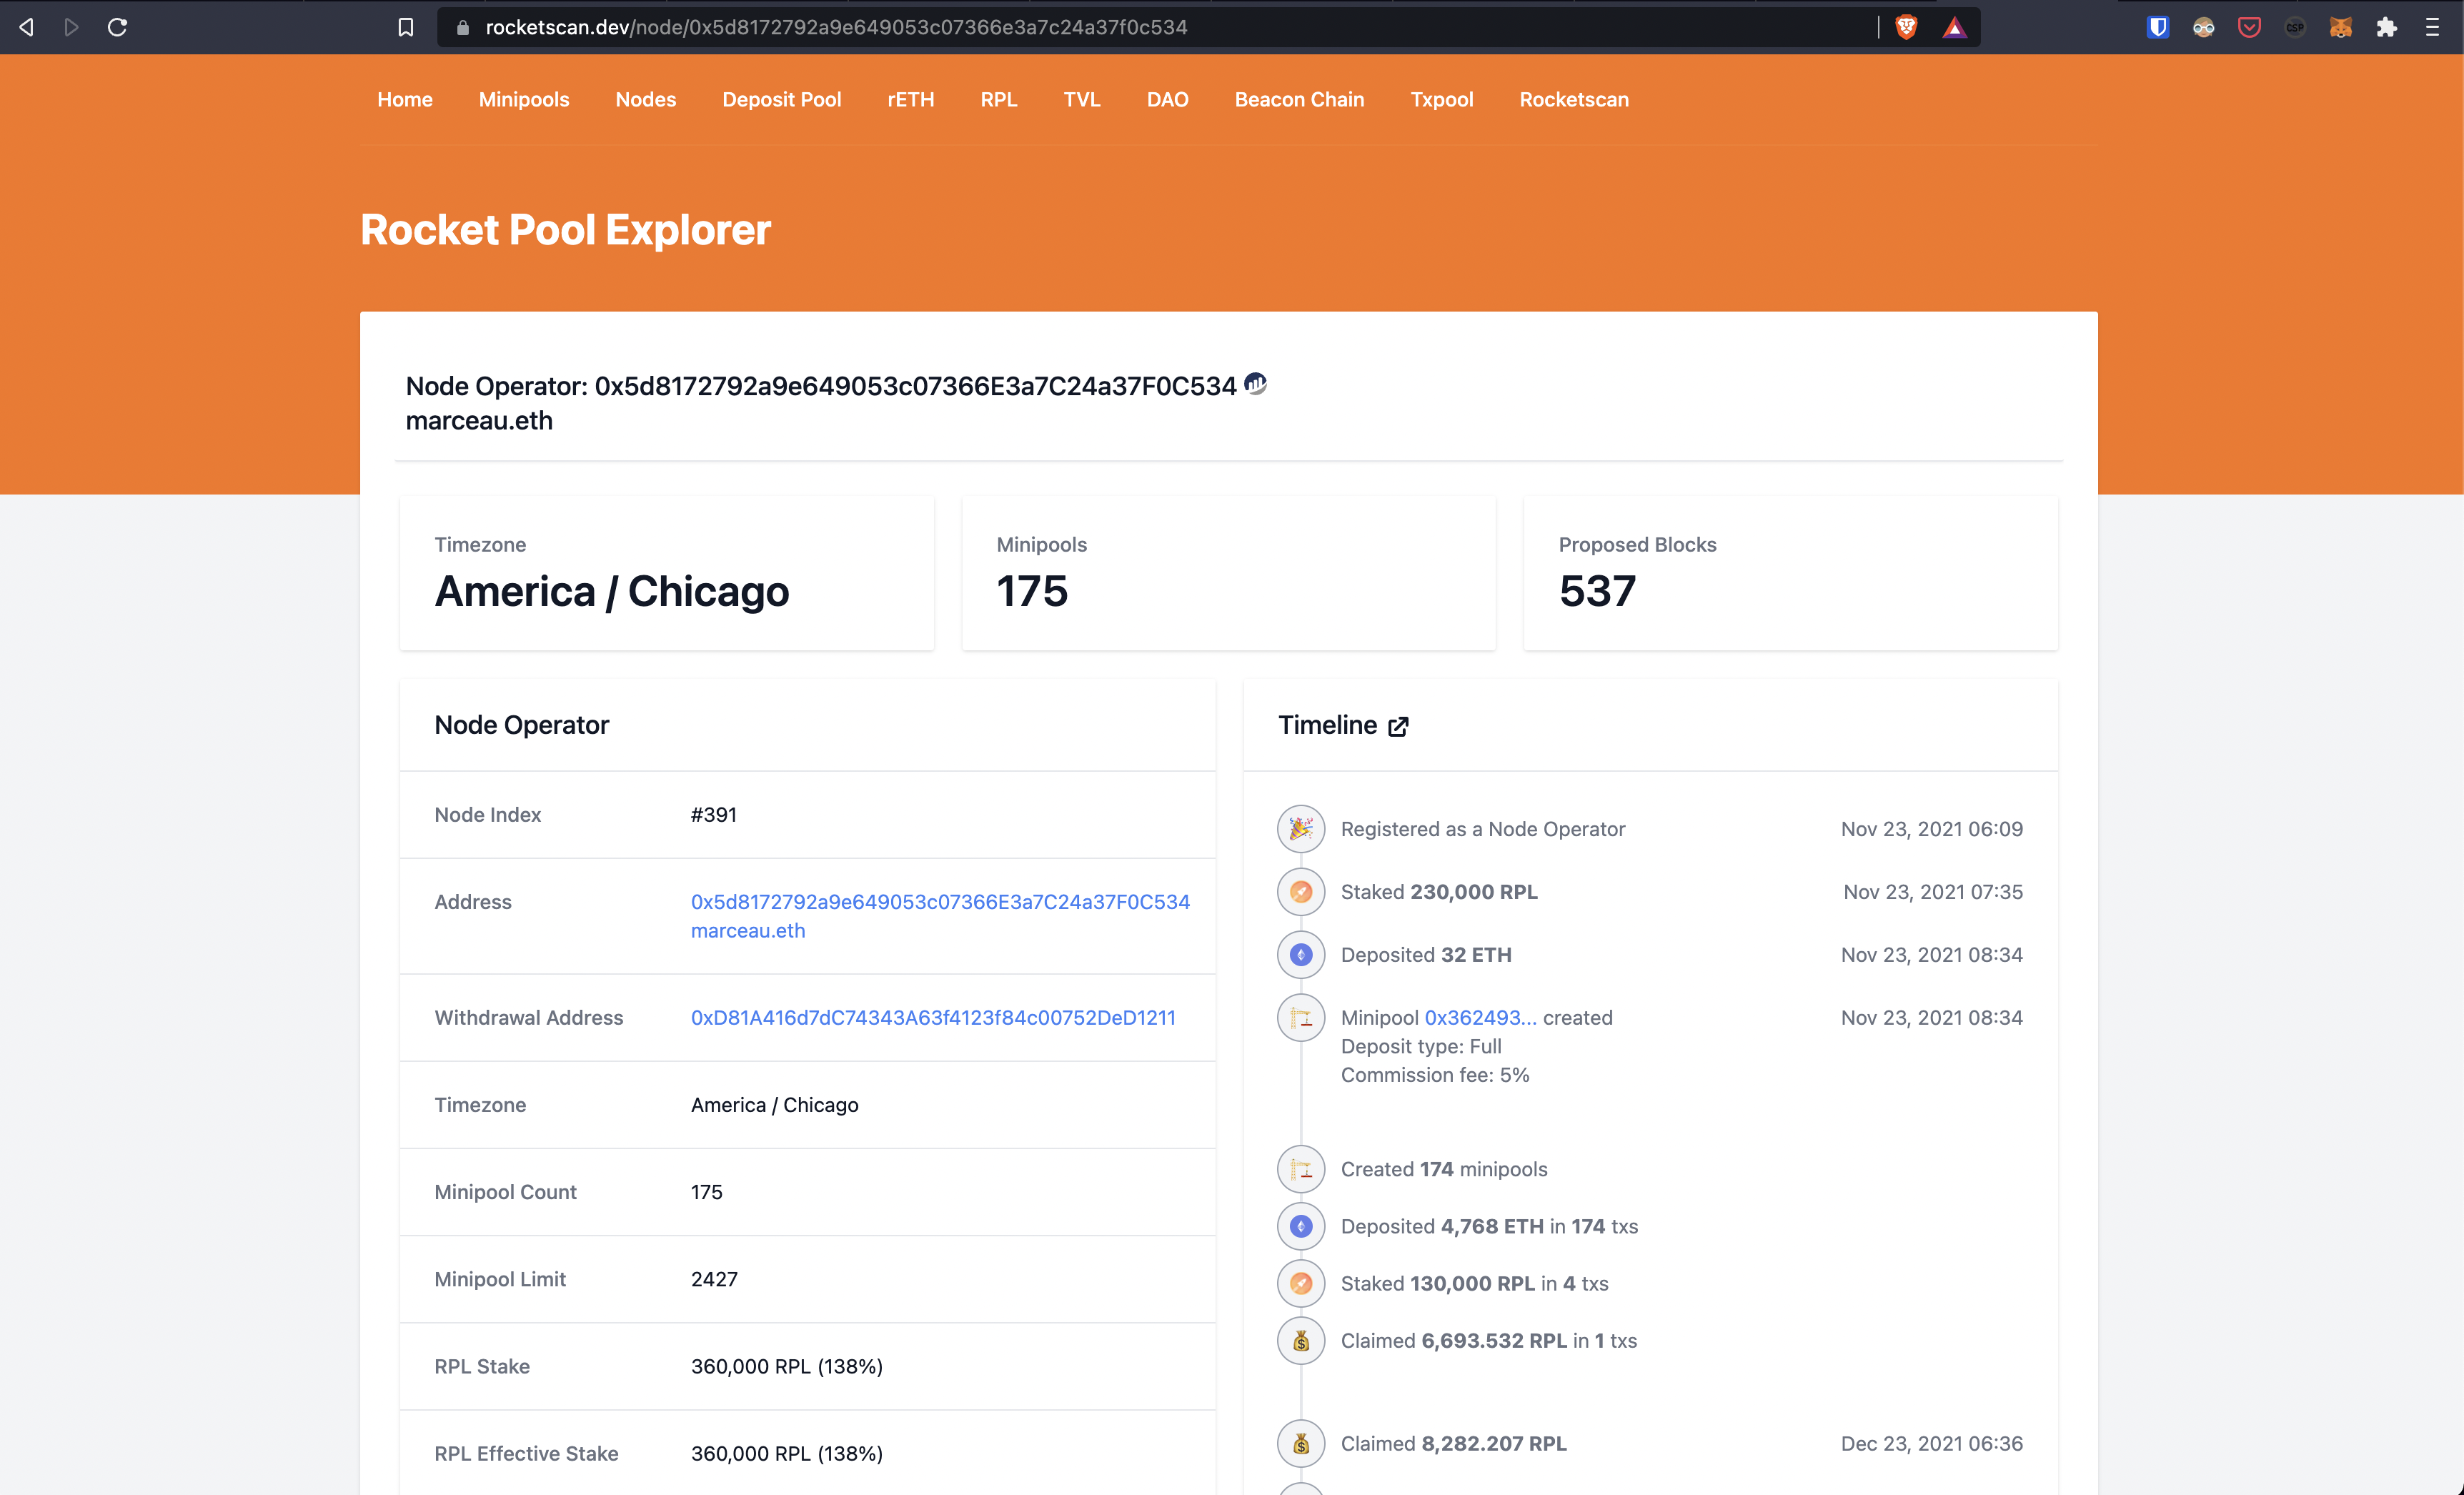 rocketscan.dev/node/0x5d8172792a9e649053c07366e3a7c24a37f0c534
CSP
Home Minipools Nodes Deposit Pool rETH RPL TVL DAO Beacon Chain Txpool Rocketscan
Rocket Pool Explorer
Node Operator: 0x5d8172792a9e649053c07366E3a7C24a37F0C534
marceau.eth
Timezone
America / Chicago
Minipools
175
Proposed Blocks
537
Node Operator
Node Index #391
Address 0x5d8172792a9e649053c07366E3a7C24a37F0C534
marceau.eth
Withdrawal Address 0xD81A416d7dC74343A63f4123f84c00752DeD1211
Timezone America / Chicago
Minipool Count 175
Minipool Limit 2427
RPL Stake 360,000 RPL (138%)
RPL Effective Stake 360,000 RPL (138%)
Timeline
Registered as a Node Operator Nov 23, 2021 06:09
Staked 230,000 RPL Nov 23, 2021 07:35
Deposited 32 ETH Nov 23, 2021 08:34
Minipool 0x362493... created Nov 23, 2021 08:34
Deposit type: Full
Commission fee: 5%
Created 174 minipools
Deposited 4,768 ETH in 174 txs
Staked 130,000 RPL in 4 txs
Claimed 6,693.532 RPL in 1 txs
Claimed 8,282.207 RPL Dec 23, 2021 06:36